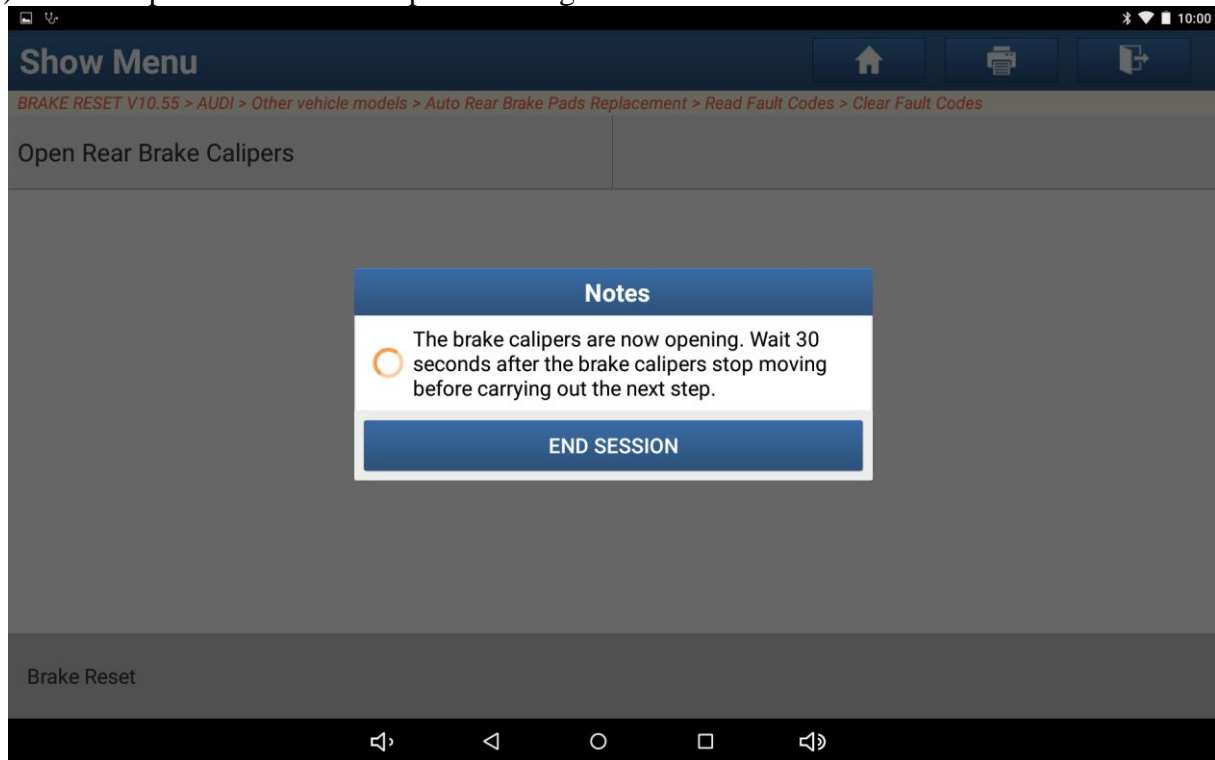 10:00
Show Menu
BRAKE RESET V10.55 > AUDI > Other vehicle models > Auto Rear Brake Pads Replacement > Read Fault Codes > Clear Fault Codes
Open Rear Brake Calipers
Notes
The brake calipers are now opening. Wait 30
seconds after the brake calipers stop moving
before carrying out the next step.
END SESSION
Brake Reset